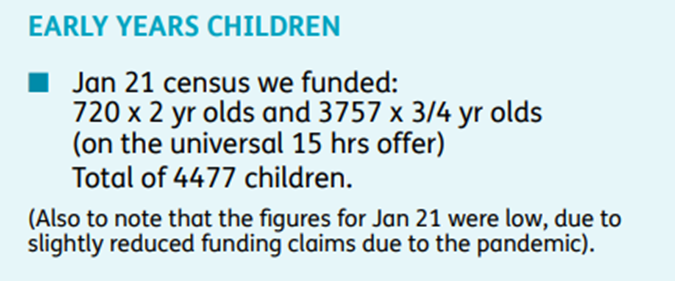 EARLY YEARS CHILDREN
Jan 21 census we funded:
720 x 2 yr olds and 3757 x 3/4 yr olds
(on the universal 15 hrs offer)
Total of 4477 children.
(Also to note that the figures for Jan 21 were low, due to
slightly reduced funding claims due to the pandemic).